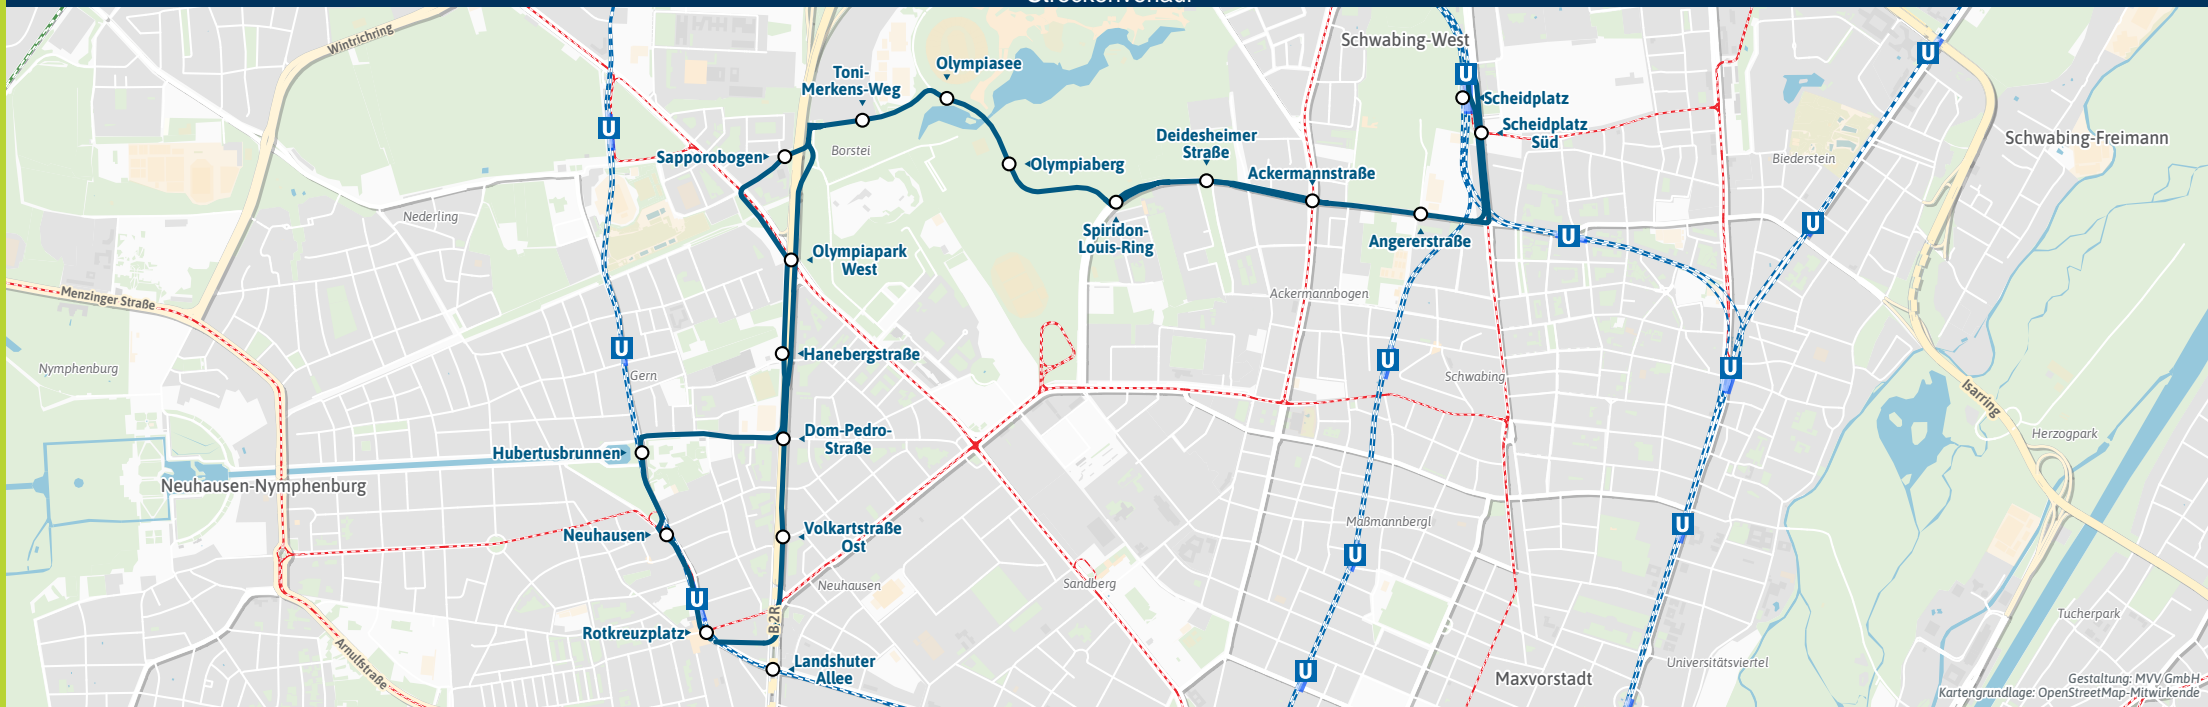 Streckenverlauf
Wintrichring
Schwabing-West
U
U
Olympiasee
Toni-
Merkens-Weg
Scheidplatz
Scheidplatz
Süd
U
Deidesheimer
Straße
Schwabing-Freimann
Borstei
Sapporobogen
Olympiaberg
Biederstein
Ackermannstraße
Nederling
Spiridon-
Louis-Ring
Angererstraße
U
U
Olympiapark
West
Menzinger Straße
Ackermannbogen
U
Hanebergstraße
U
U
Nymphenburg
Gern
Schwabing
Isarring
Dom-Pedro-
Straße
Herzogpark
Hubertusbrunnen
Neuhausen-Nymphenburg
Volkartstraße
Ost
Maßmannbergl
U
Neuhausen
U
Neuhausen
Sandberg
U
B 2 R
Tucherpark
Rotkreuzplatz
Arnulfstraße
Landshuter
Allee
U
Universitätsviertel
Maxvorstadt
Gestaltung: MVV GmbH
Kartengrundlage: OpenStreetMap-Mitwirkende